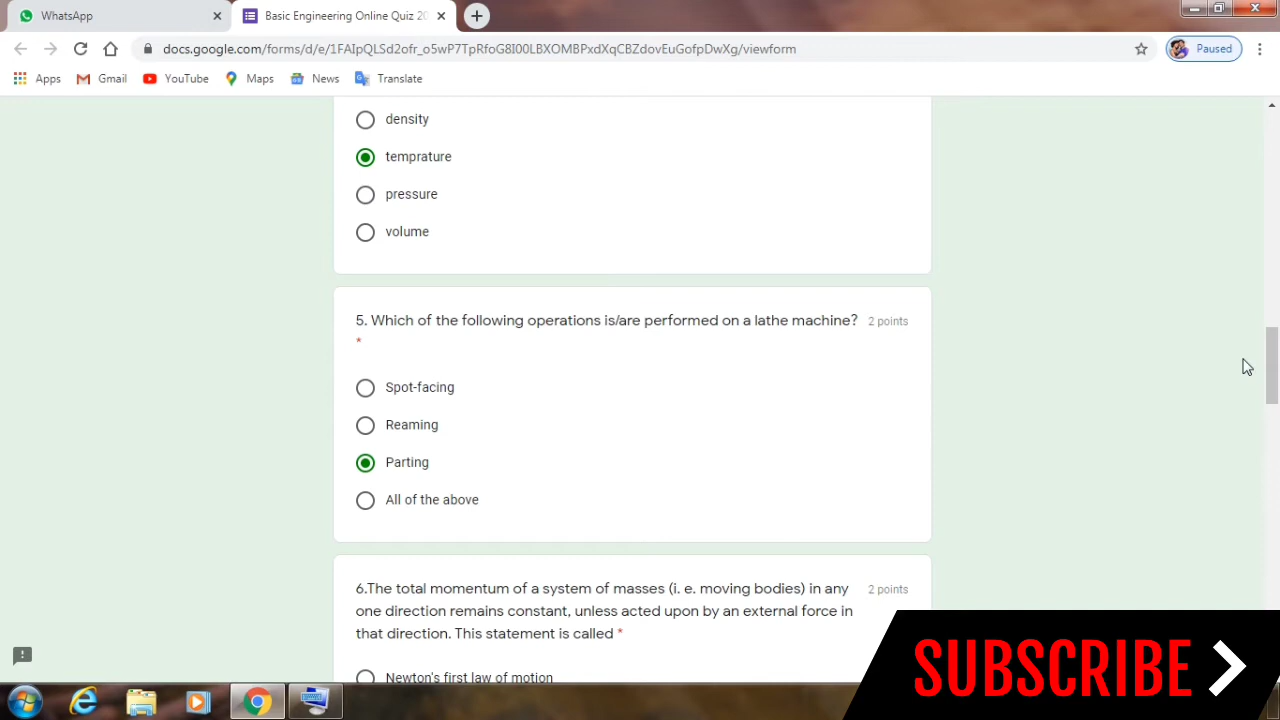 WhatsApp
Basic Engineering Online Quiz 20
docs.google.com/forms/d/e/1FAIpQLSd2ofr_o5wP7TpRfoG8I00LBXOMBPxdXqCBZdovEuGofpDwXg/viewform
Paused
Apps
Gmail
YouTube
Maps
News
Translate
density
temprature
pressure
volume
5. Which of the following operations is/are performed on a lathe machine? 2 points
*
Spot-facing
Reaming
Parting
All of the above
6.The total momentum of a system of masses (i. e. moving bodies) in any 2 points
one direction remains constant, unless acted upon by an external force in
that direction. This statement is called *
Newton's first law of motion
SUBSCRIBE